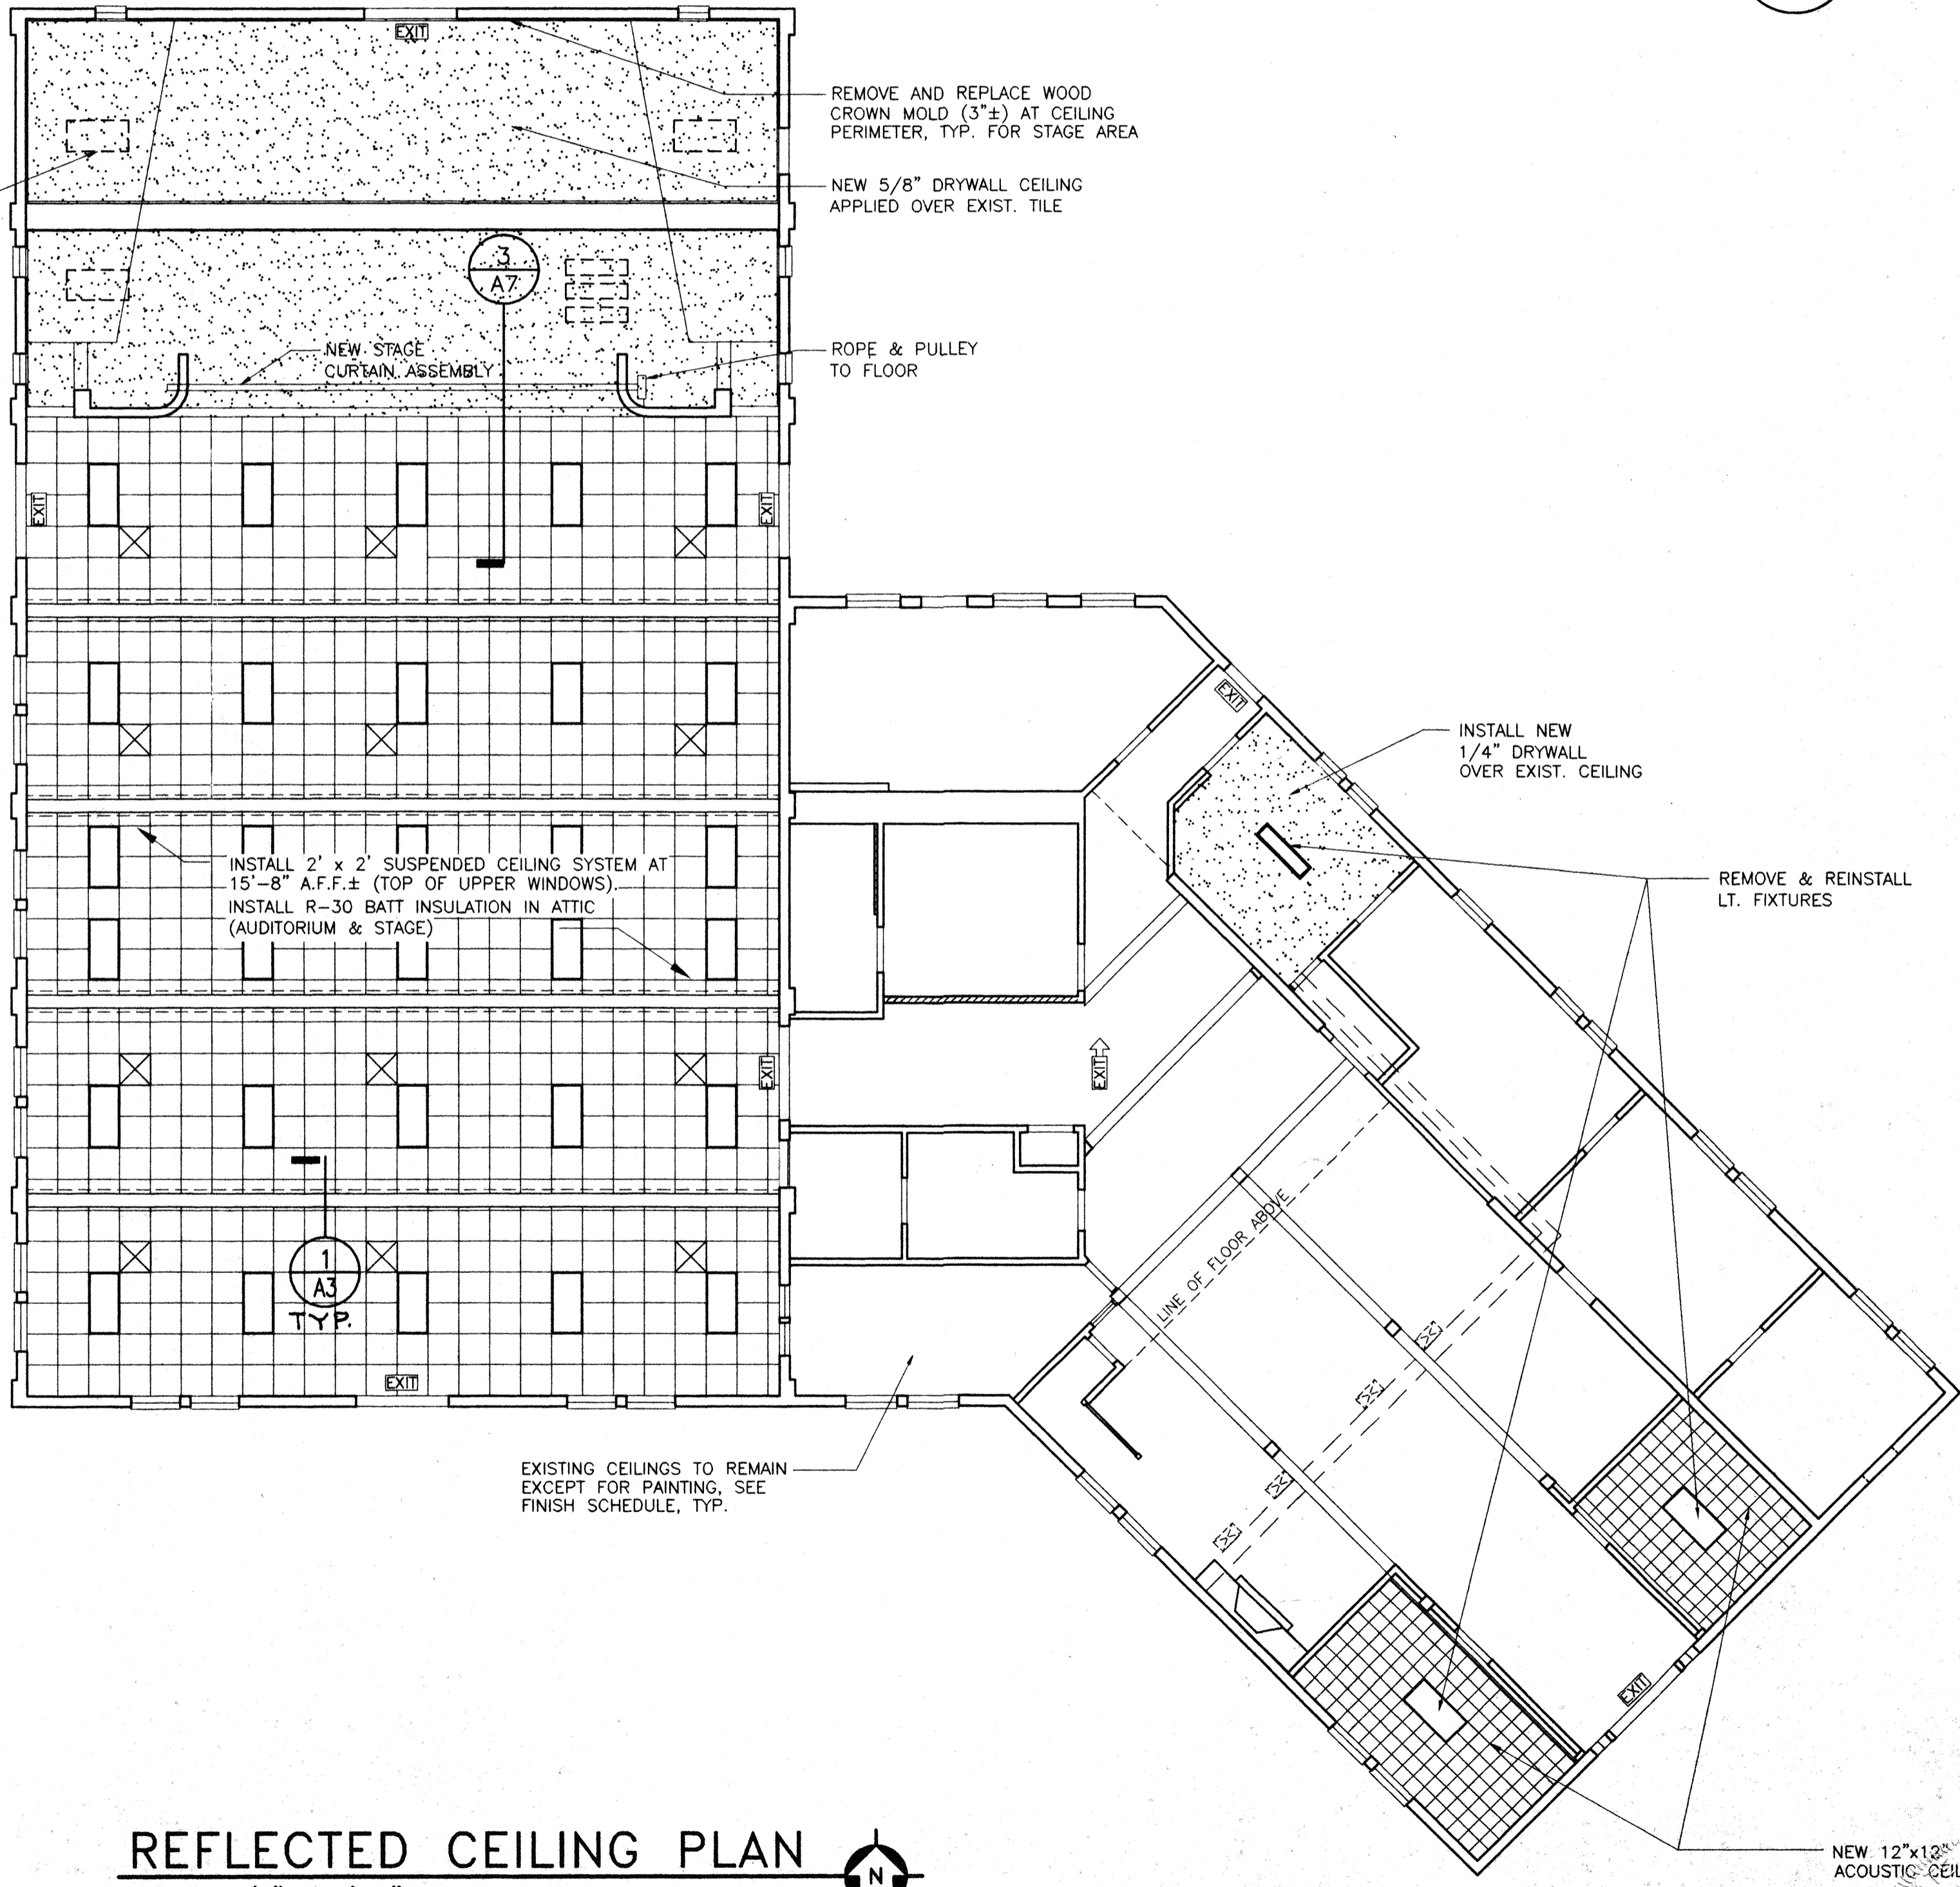 EXIT
REMOVE AND REPLACE WOOD
CROWN MOLD (3"±) AT CEILING
PERIMETER, TYP. FOR STAGE AREA
NEW 5/8" DRYWALL CEILING
APPLIED OVER EXIST. TILE
3
A7
NEW STAGE
CURTAIN ASSEMBLY
ROPE & PULLEY
TO FLOOR
EXIT
EXIT
EXIT
INSTALL NEW
1/4" DRYWALL
OVER EXIST. CEILING
INSTALL 2' x 2' SUSPENDED CEILING SYSTEM AT
15'-8" A.F.F.± (TOP OF UPPER WINDOWS).
INSTALL R-30 BATT INSULATION IN ATTIC
(AUDITORIUM & STAGE)
REMOVE & REINSTALL
LT. FIXTURES
EXIT
EXIT
LINE OF FLOOR ABOVE
1
A3
TYP.
EXIT
EXISTING CEILINGS TO REMAIN
EXCEPT FOR PAINTING, SEE
FINISH SCHEDULE, TYP.
EXIT
REFLECTED CEILING PLAN
N
NEW 12"x12"
ACOUSTIC